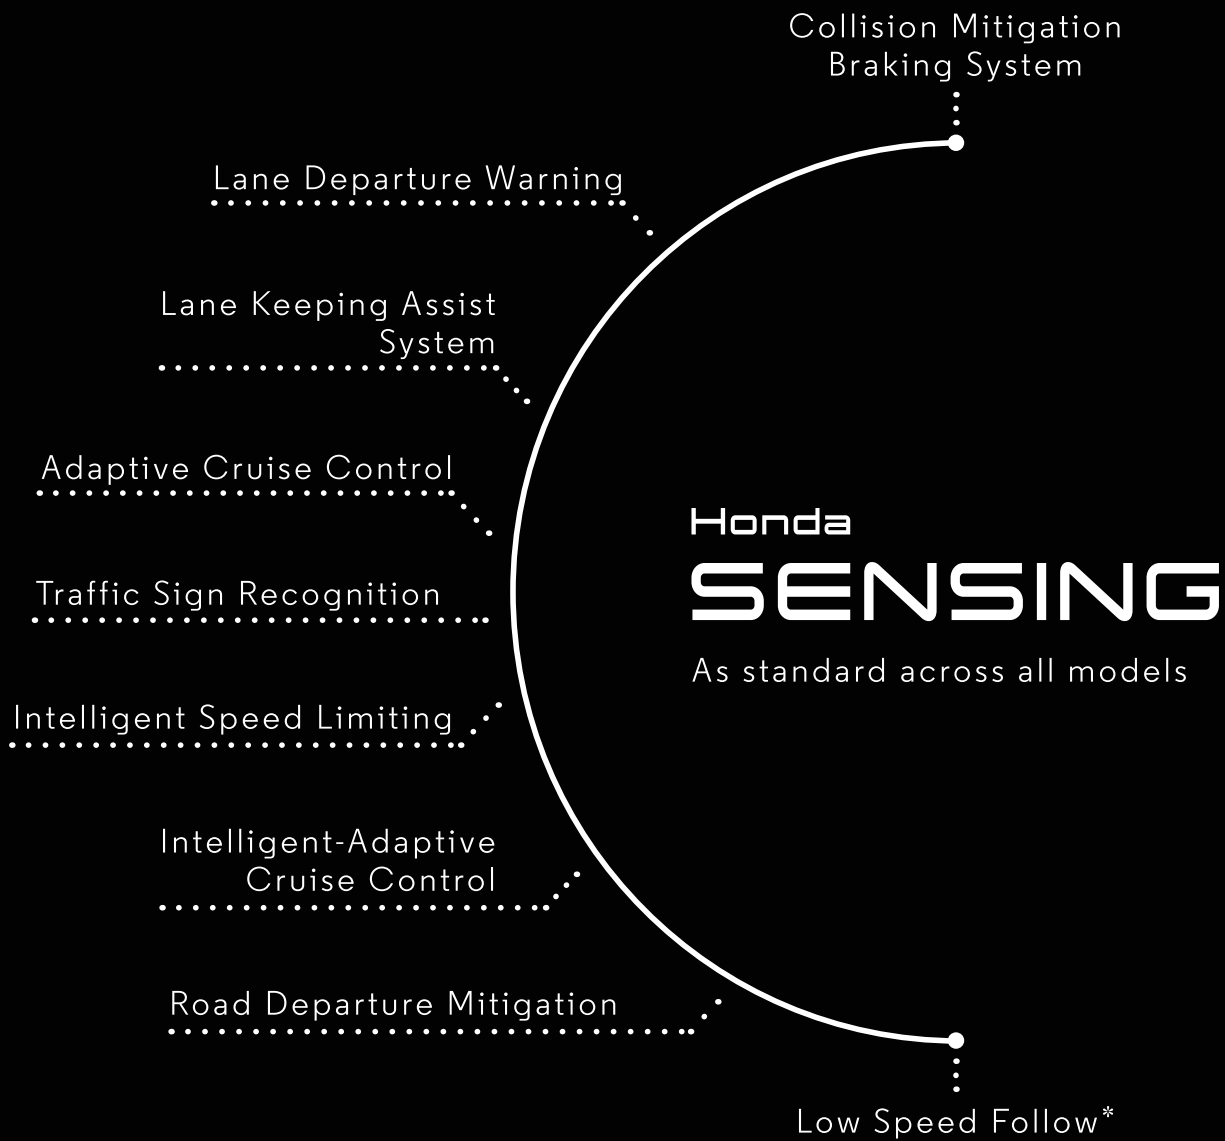 Collision Mitigation
Braking System
Lane Departure Warning
Lane Keeping Assist
System
Adaptive Cruise Control
Honda
SENSING
Traffic Sign Recognition
As standard across all models
Intelligent Speed Limiting
Intelligent-Adaptive
Cruise Control
Road Departure Mitigation
Low Speed Follow*